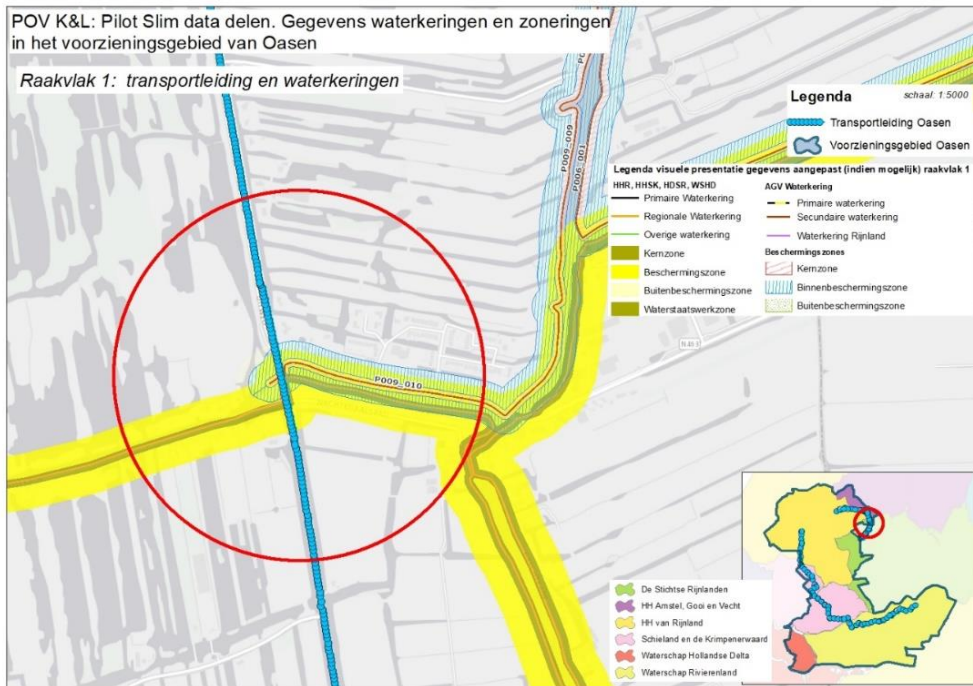 POV K&L: Pilot Slim data delen. Gegevens waterkeringen en zoneringen
in het voorzieningsgebied van Oasen
Raakvlak 1: transportleiding en waterkeringen
Legenda
schaal: 1:5000
Transportleiding Oasen
Voorzieningsgebied Oasen
Legenda visuele presentatie gegevens aangepast (indien mogelijk) raakvlak 1
HHR, HHSK, HDSR, WSHD
Primaire Waterkering
Regionale Waterkering
Overige waterkering
Kernzone
Beschermingszone
Buitenbeschermingszone
Waterstaatswerkzone
AGV Waterkering
Primaire waterkering
Secundaire waterkering
Waterkering Rijnland
Beschermingszones
Kernzone
Binnenbeschermingszone
Buitenbeschermingszone
P009_009
P006_001
P009_010
N463
De Stichtse Rijnlanden
HH Amstel, Gooi en Vecht
HH van Rijnland
Schieland en de Krimpenerwaard
Waterschap Hollandse Delta
Waterschap Rivierenland